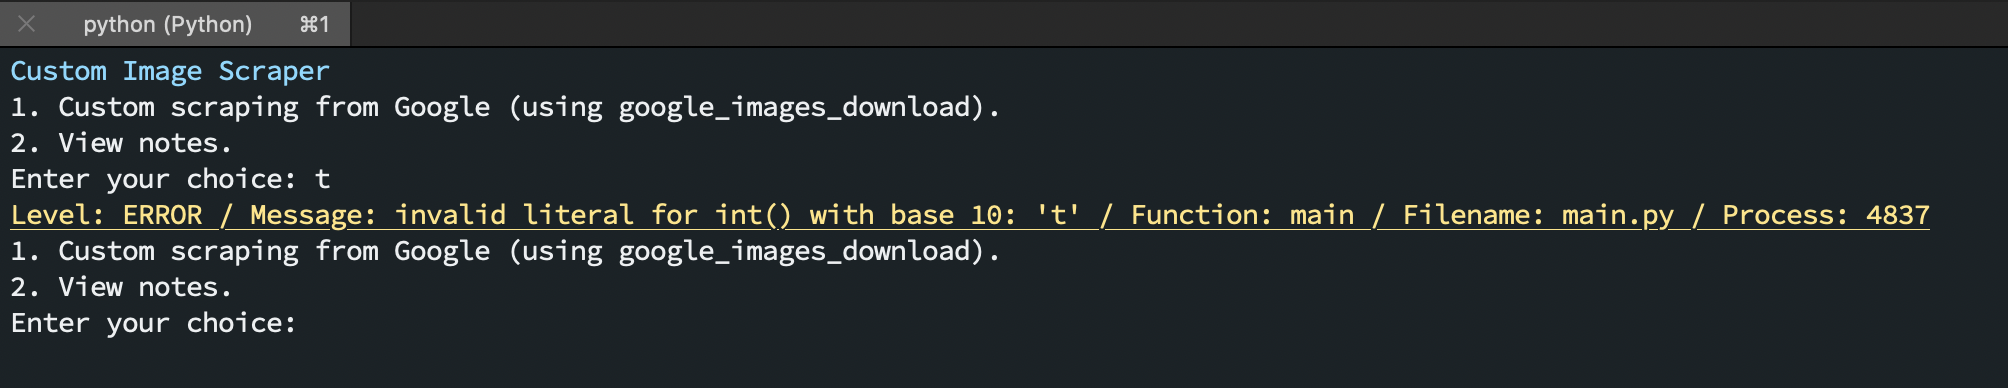 python (Python) ⌘1
Custom Image Scraper
1. Custom scraping from Google (using google_images_download).
2. View notes.
Enter your choice: t
Level: ERROR / Message: invalid literal for int() with base 10: 't' / Function: main / Filename: main.py / Process: 4837
1. Custom scraping from Google (using google_images_download).
2. View notes.
Enter your choice: